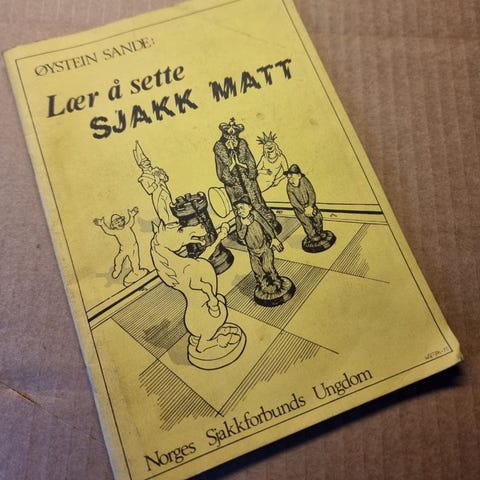 ØYSTEIN SANDE:
Lær å sette
SJAKK MATT
Norges Sjakkforbunds Ungdom